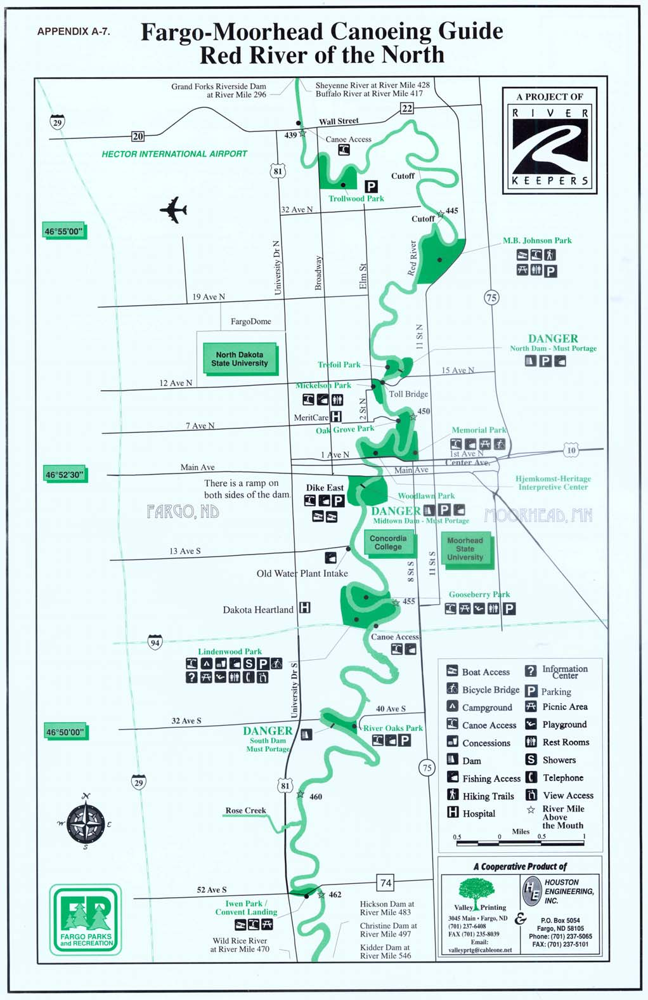 APPENDIX A-7.
Fargo-Moorhead Canoeing Guide
Red River of the North
Grand Forks Riverside Dam
at River Mile 296
Sheyenne River at River Mile 428
Buffalo River at River Mile 417
A PROJECT OF
RIVER
KEEPERS
29
20
22
Wall Street
439
Canoe Access
HECTOR INTERNATIONAL AIRPORT
81
Cutoff
P
Trollwood Park
32 Ave N
445
Cutoff
46°55'00"
M.B. Johnson Park
P
University Dr N
Broadway
Elm St
Red River
19 Ave N
75
FargoDome
11 St N
DANGER
North Dam - Must Portage
P
North Dakota
State University
Trefoil Park
15 Ave N
12 Ave N
Mickelson Park
Toll Bridge
2 St N
MeritCare
H
450
7 Ave N
Oak Grove Park
Memorial Park
1 Ave N
1st Ave N
10
Center Ave.
Main Ave
Main Ave
46°52'30"
There is a ramp on
both sides of the dam.
Dike East
P
Hjemkomst-Heritage
Interpretive Center
Woodlawn Park
P
FARGO, ND
DANGER
Midtown Dam - Must Portage
MOORHEAD, MN
Concordia
College
Moorhead
State
University
13 Ave S
Old Water Plant Intake
8 St S
11 St S
Gooseberry Park
P
455
Dakota Heartland
H
94
Canoe Access
Lindenwood Park
S
P
?
University Dr S
40 Ave S
32 Ave S
DANGER
South Dam
Must Portage
River Oaks Park
P
46°50'00"
75
29
81
460
Rose Creek
N
W
E
S
52 Ave S
74
462
Iwen Park /
Convent Landing
Wild Rice River
at River Mile 470
Hickson Dam at
River Mile 483
Christine Dam at
River Mile 497
Kidder Dam at
River Mile 546
FP
FARGO PARKS
and RECREATION
Boat Access
Bicycle Bridge
Campground
Canoe Access
Concessions
Dam
Fishing Access
Hiking Trails
H
Hospital
?
Information
Center
P
Parking
Picnic Area
Playground
Rest Rooms
S
Showers
Telephone
View Access
River Mile
Above
the Mouth
Miles
0.5
0
0.5
1
A Cooperative Product of
Valley Printing
3045 Main • Fargo, ND
(701) 237-6408
FAX (701) 235-8039
Email:
valleyprtg@cableone.net
&
HE
HOUSTON
ENGINEERING,
INC.
P.O. Box 5054
Fargo, ND 58105
Phone: (701) 237-5065
FAX: (701) 237-5101